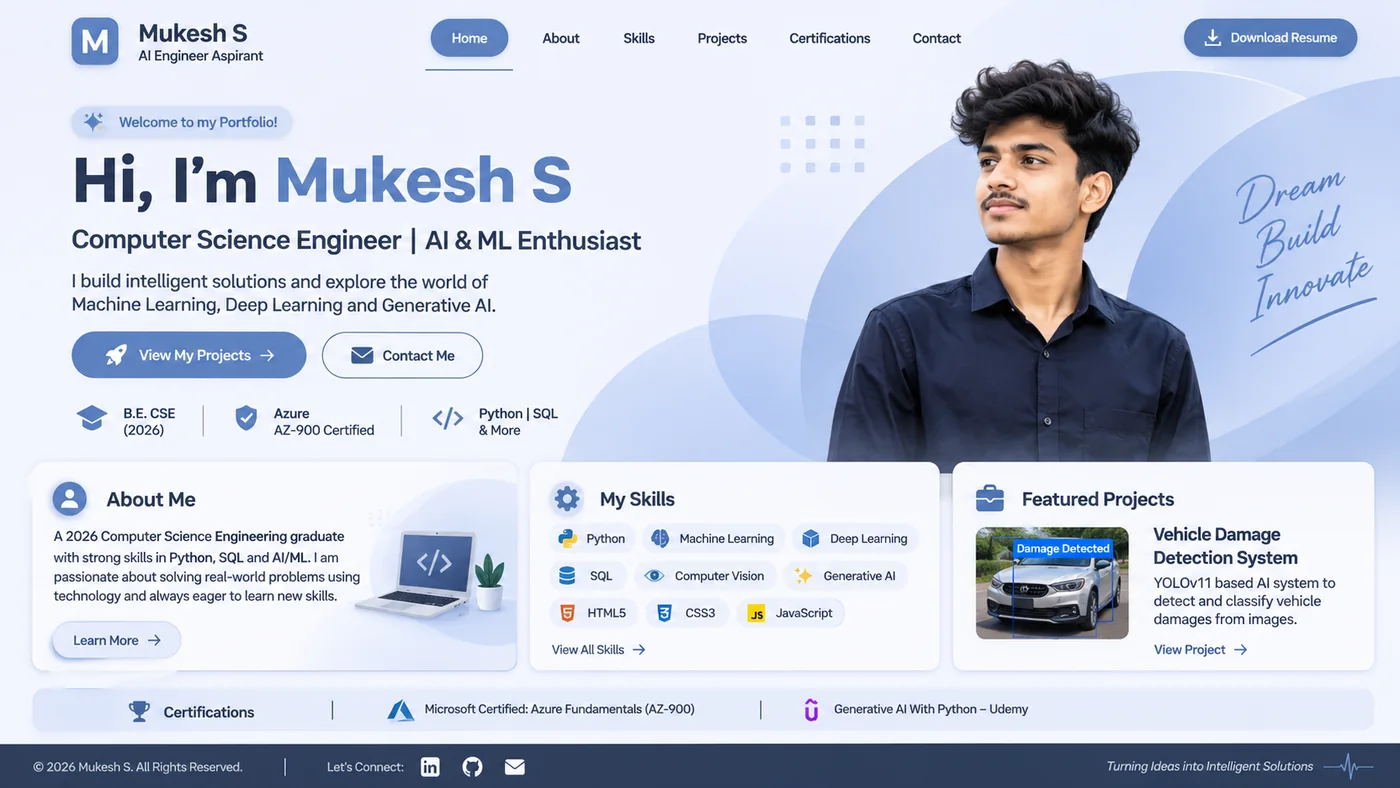 M
Mukesh S
AI Engineer Aspirant
Home
About
Skills
Projects
Certifications
Contact
Download Resume
Welcome to my Portfolio!
Hi, I’m Mukesh S
Computer Science Engineer | AI & ML Enthusiast
I build intelligent solutions and explore the world of
Machine Learning, Deep Learning and Generative AI.
View My Projects →
Contact Me
B.E. CSE
(2026)
Azure
AZ-900 Certified
</>
Python | SQL
& More
Dream
Build
Innovate
About Me
A 2026 Computer Science Engineering graduate
with strong skills in Python, SQL and AI/ML. I am
passionate about solving real-world problems using
technology and always eager to learn new skills.
</>
Learn More →
My Skills
Python
Machine Learning
Deep Learning
SQL
Computer Vision
Generative AI
5
HTML5
3
CSS3
JS
JavaScript
View All Skills →
Featured Projects
Damage Detected
Vehicle Damage
Detection System
YOLOv11 based AI system to
detect and classify vehicle
damages from images.
View Project →
Certifications
Microsoft Certified: Azure Fundamentals (AZ-900)
Generative AI With Python – Udemy
© 2026 Mukesh S. All Rights Reserved.
Let's Connect:
in
Turning Ideas into Intelligent Solutions